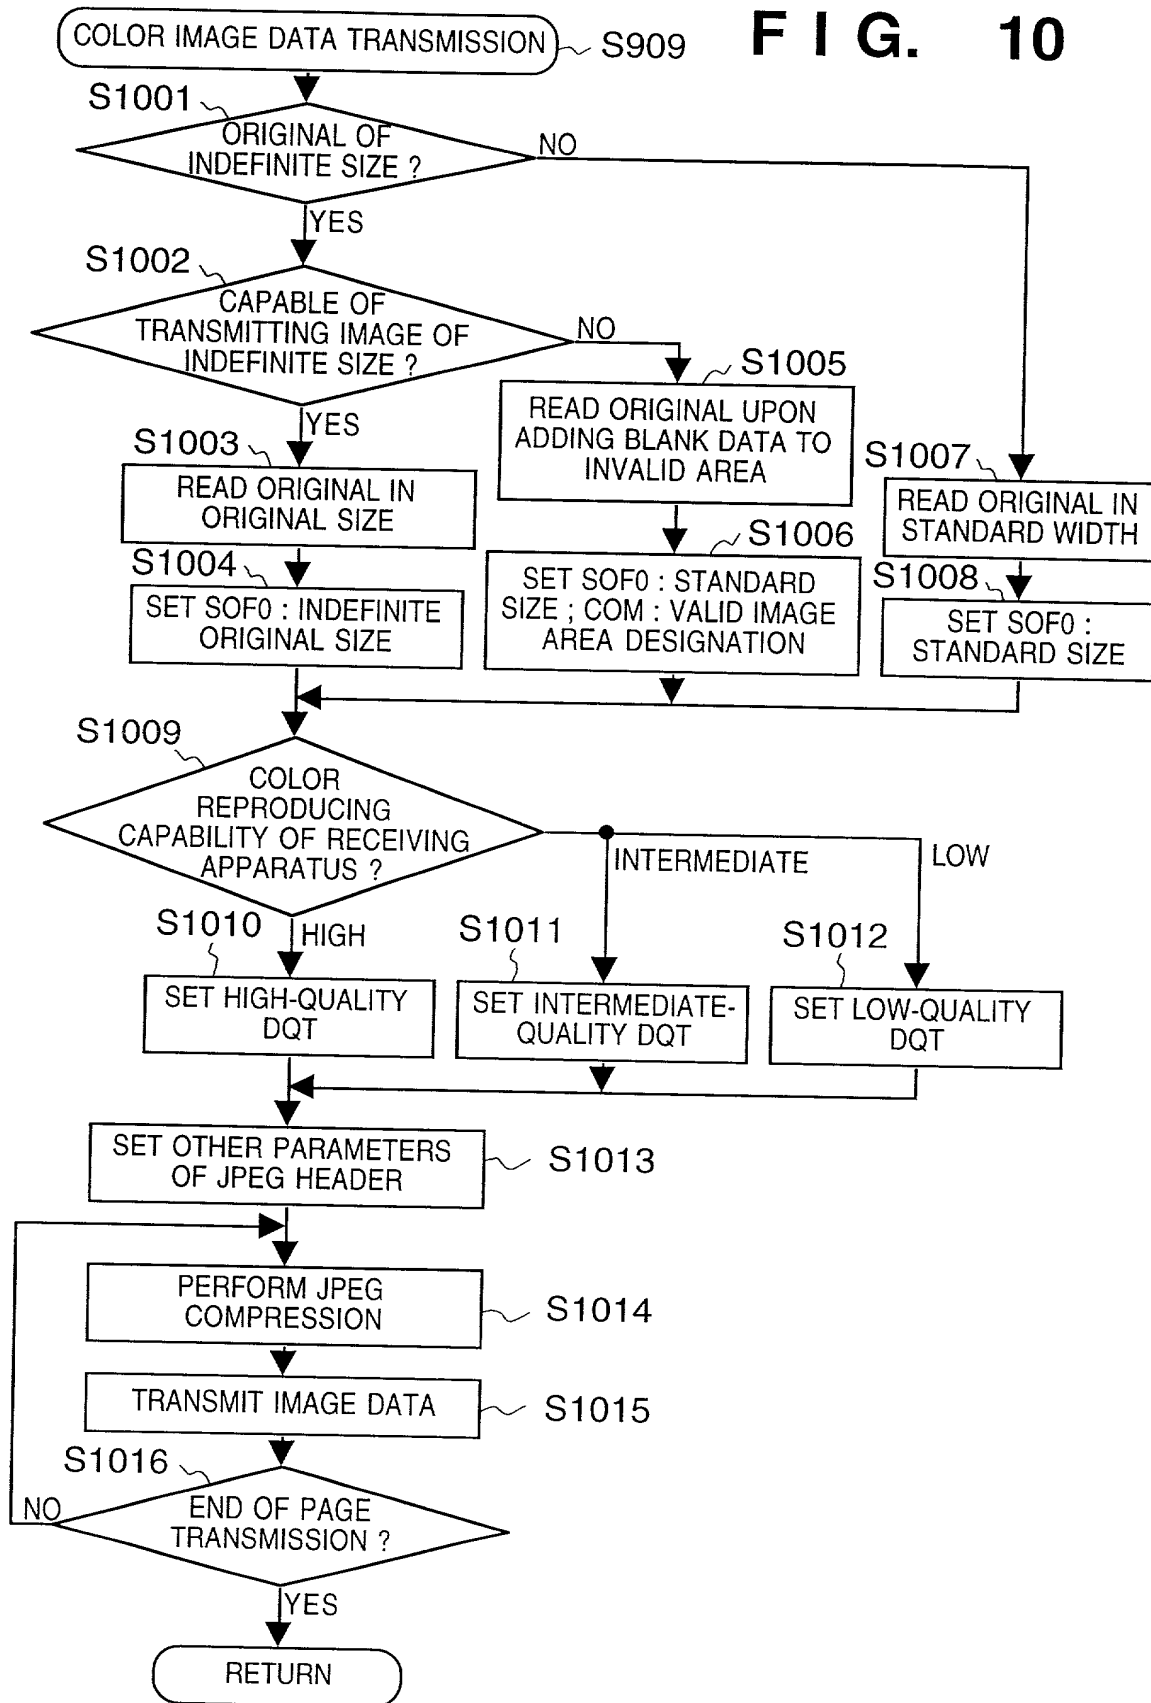 FIG. 10
COLOR IMAGE DATA TRANSMISSION
S909
S1001
ORIGINAL OF
INDEFINITE SIZE ?
NO
YES
S1002
CAPABLE OF
TRANSMITTING IMAGE OF
INDEFINITE SIZE ?
NO
YES
S1005
READ ORIGINAL UPON
ADDING BLANK DATA TO
INVALID AREA
S1003
READ ORIGINAL IN
ORIGINAL SIZE
S1007
READ ORIGINAL IN
STANDARD WIDTH
S1004
SET SOF0 : INDEFINITE
ORIGINAL SIZE
S1006
SET SOF0 : STANDARD
SIZE ; COM : VALID IMAGE
AREA DESIGNATION
S1008
SET SOF0 :
STANDARD SIZE
S1009
COLOR
REPRODUCING
CAPABILITY OF RECEIVING
APPARATUS ?
INTERMEDIATE
LOW
HIGH
S1010
SET HIGH-QUALITY
DQT
S1011
SET INTERMEDIATE-
QUALITY DQT
S1012
SET LOW-QUALITY
DQT
SET OTHER PARAMETERS
OF JPEG HEADER
S1013
PERFORM JPEG
COMPRESSION
S1014
TRANSMIT IMAGE DATA
S1015
S1016
END OF PAGE
TRANSMISSION ?
NO
YES
RETURN